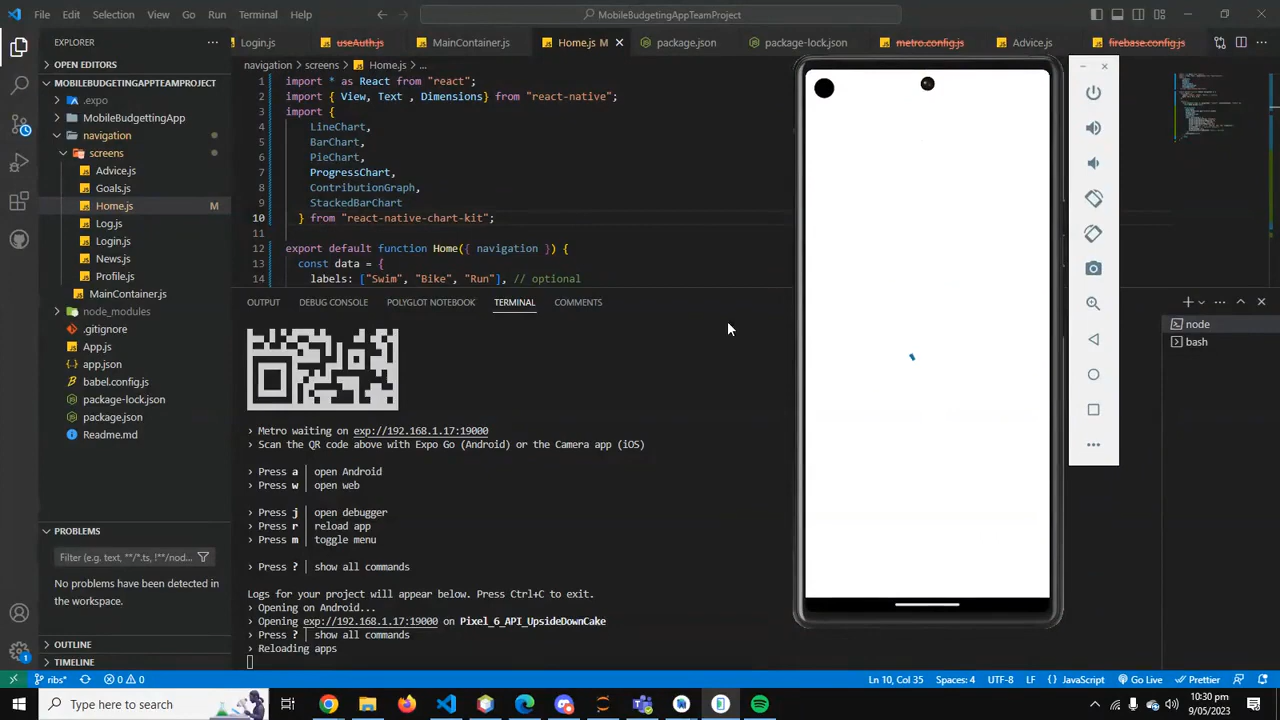 File Edit Selection View Go Run Terminal Help
MobileBudgetingAppTeamProject
EXPLORER
Login.js useAuth.js MainContainer.js Home.js M package.json package-lock.json metro.config.js Advice.js firebase.config.js
OPEN EDITORS
MOBILEBUDGETINGAPPTEAMPROJECT
.expo
MobileBudgettingApp
navigation
screens
Advice.js
Goals.js
Home.js M
Log.js
Login.js
News.js
Profile.js
MainContainer.js
node_modules
.gitignore
App.js
app.json
babel.config.js
package-lock.json
package.json
Readme.md
PROBLEMS
Filter (e.g. text, **/*.ts, !**/nod...
No problems have been detected in
the workspace.
OUTLINE
TIMELINE
navigation > screens > Home.js > ...
1 import * as React from "react";
2 import { View, Text , Dimensions} from "react-native";
3 import {
4 LineChart,
5 BarChart,
6 PieChart,
7 ProgressChart,
8 ContributionGraph,
9 StackedBarChart
10 } from "react-native-chart-kit";
11
12 export default function Home({ navigation }) {
13 const data = {
14 labels: ["Swim", "Bike", "Run"], // optional
OUTPUT DEBUG CONSOLE POLYGLOT NOTEBOOK TERMINAL COMMENTS
› Metro waiting on exp://192.168.1.17:19000
› Scan the QR code above with Expo Go (Android) or the Camera app (iOS)
› Press a | open Android
› Press w | open web
› Press j | open debugger
› Press r | reload app
› Press m | toggle menu
› Press ? | show all commands
Logs for your project will appear below. Press Ctrl+C to exit.
› Opening on Android...
› Opening exp://192.168.1.17:19000 on Pixel_6_API_UpsideDownCake
› Press ? | show all commands
› Reloading apps
node
bash
ribs* 0 0 Ln 10, Col 35 Spaces: 4 UTF-8 LF JavaScript Go Live Prettier
Type here to search
10:30 pm
9/05/2023